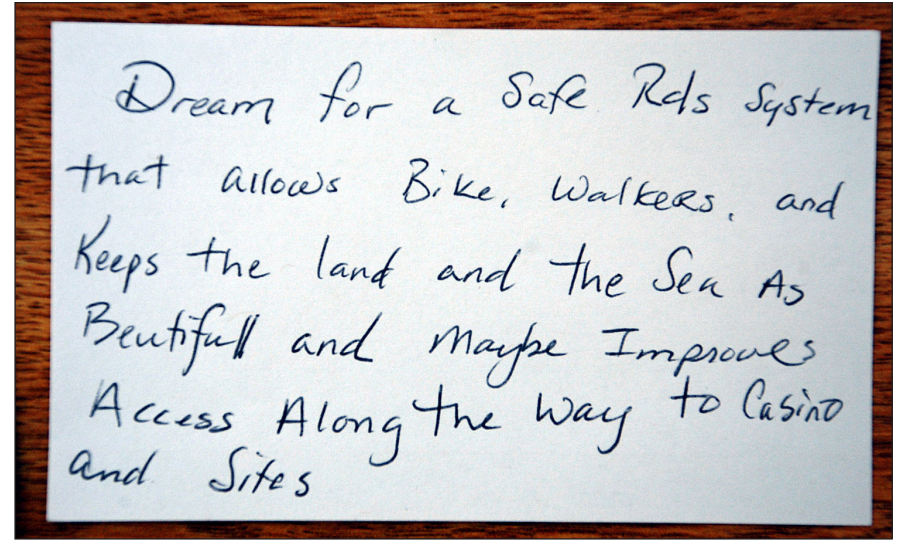 Dream for a Safe Rds System
that allows Bike, Walkers, and
Keeps the land and the Sea As
Beutifull and Maybe Improves
Access Along the Way to Casino
and Sites